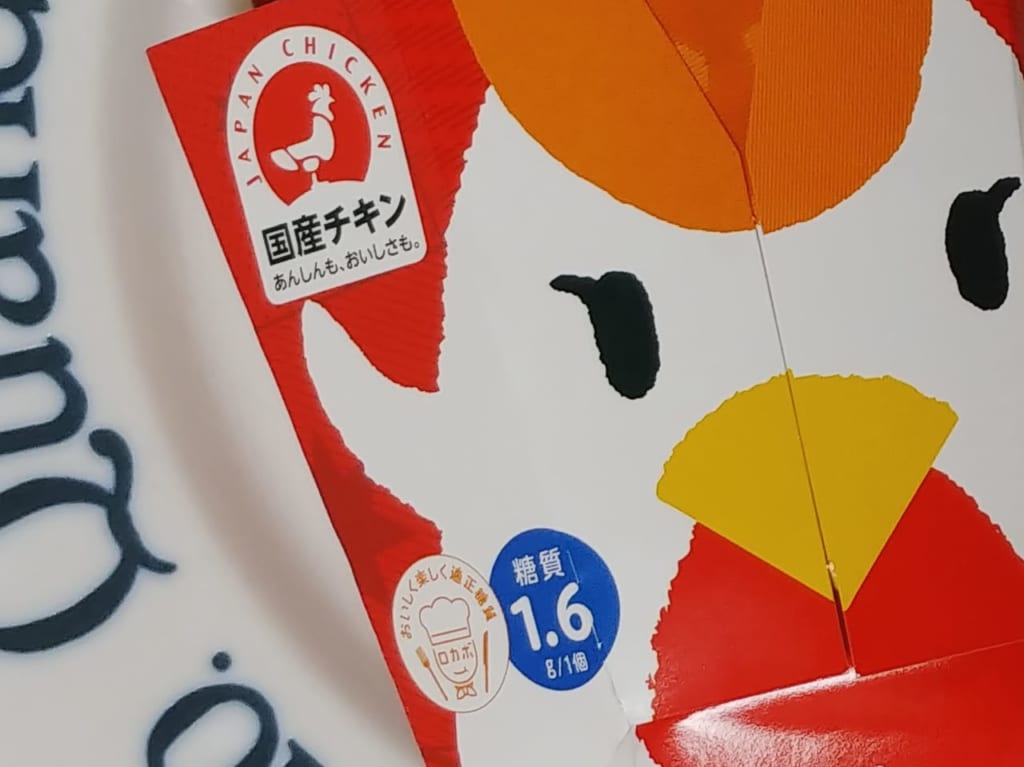 JAPAN CHICKEN
国産チキン
あんしんも、おいしさも。
おいしく楽しく適正糖質
ロカボ
糖質
1.6
g/1個